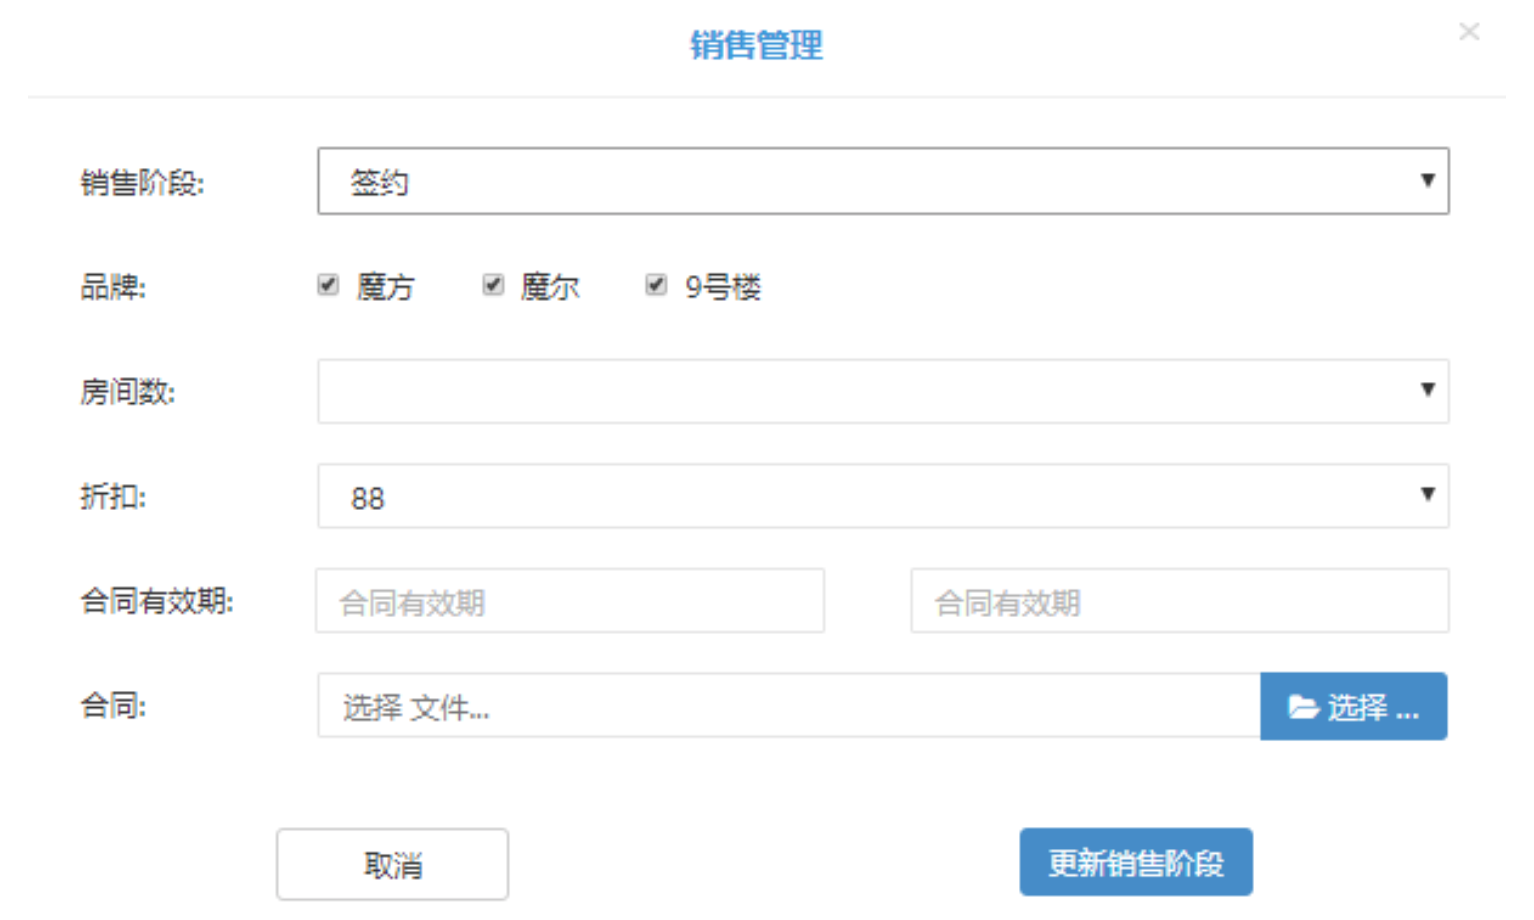 销售管理
销售阶段: 签约
品牌: 魔方 魔尔 9号楼
房间数:
折扣: 88
合同有效期: 合同有效期 合同有效期
合同: 选择 文件... 选择 ...
取消 更新销售阶段